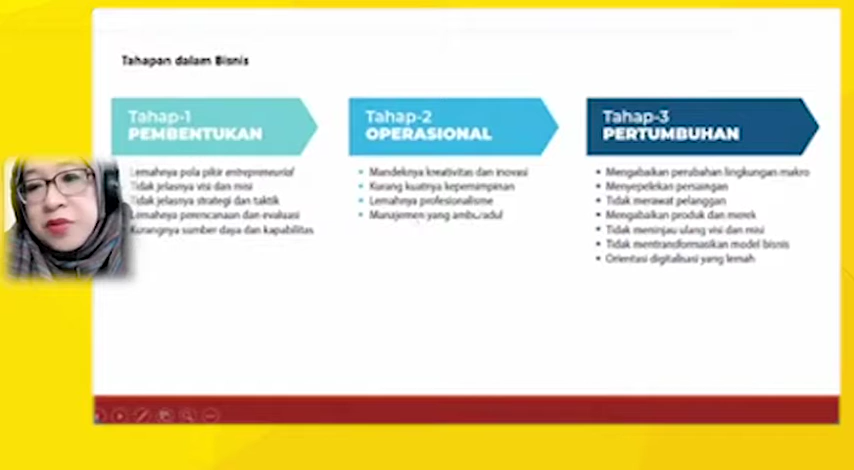 Tahapan dalam Bisnis
Tahap-1
PEMBENTUKAN
Lemahnya pola pikir entrepreneurial
Tidak jelasnya visi dan misi
Tidak jelasnya strategi dan taktik
Lemahnya perencanaan dan evaluasi
Kurangnya sumber daya dan kapabilitas
Tahap-2
OPERASIONAL
Mandeknya kreativitas dan inovasi
Kurang kuatnya kepemimpinan
Lemahnya profesionalisme
Manajemen yang amburadul
Tahap-3
PERTUMBUHAN
Mengabaikan perubahan lingkungan makro
Menyepelekan persaingan
Tidak merawat pelanggan
Mengabaikan produk dan merek
Tidak meninjau ulang visi dan misi
Tidak mentransformasikan model bisnis
Orientasi digitalisasi yang lemah